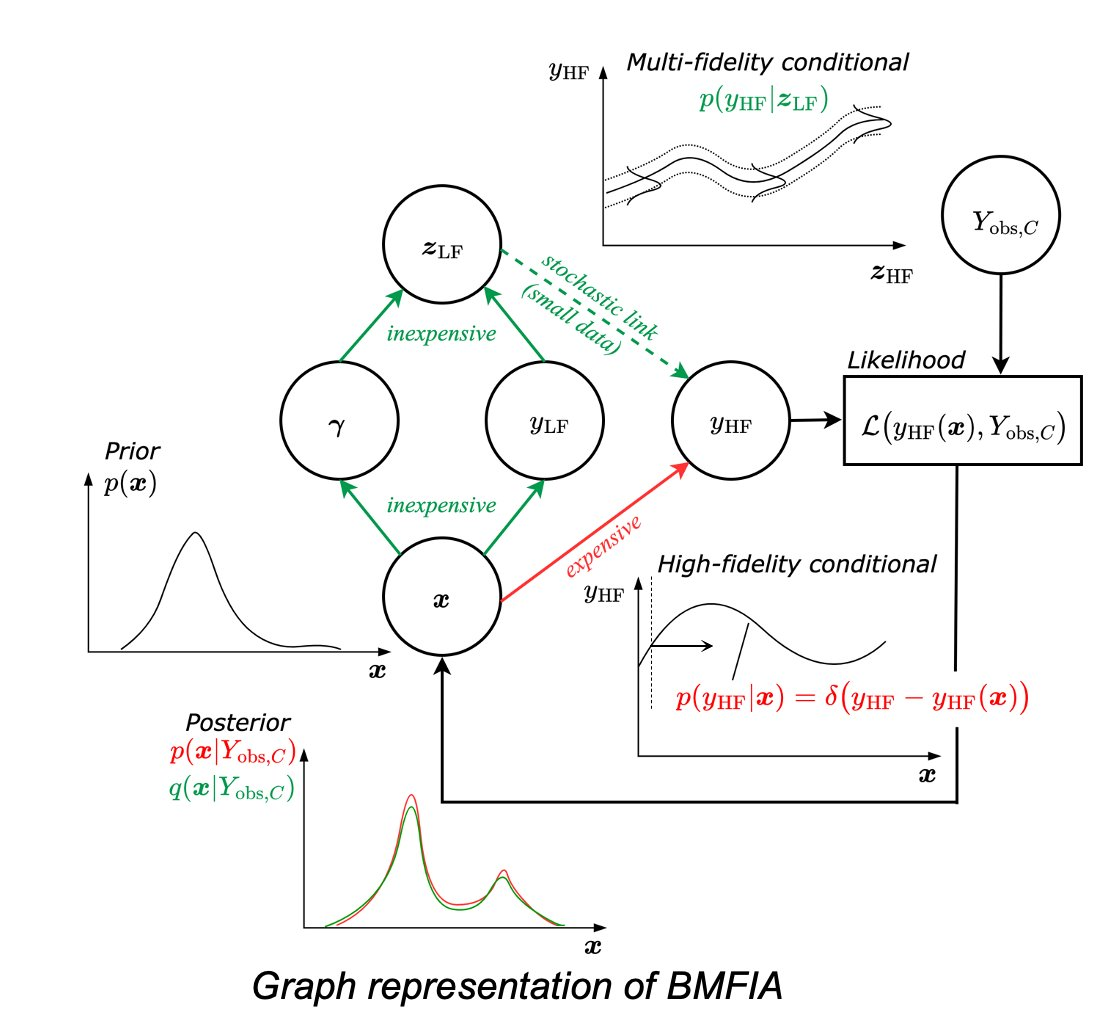 Multi-fidelity conditional
y_HF
p(y_HF|z_LF)
z_HF
Y_obs,C
z_LF
stochastic link
(small data)
inexpensive
γ
y_LF
y_HF
Likelihood
ℒ(y_HF(x), Y_obs,C)
Prior
p(x)
x
inexpensive
expensive
x
High-fidelity conditional
y_HF
p(y_HF|x) = δ(y_HF − y_HF(x))
x
Posterior
p(x|Y_obs,C)
q(x|Y_obs,C)
x
Graph representation of BMFIA